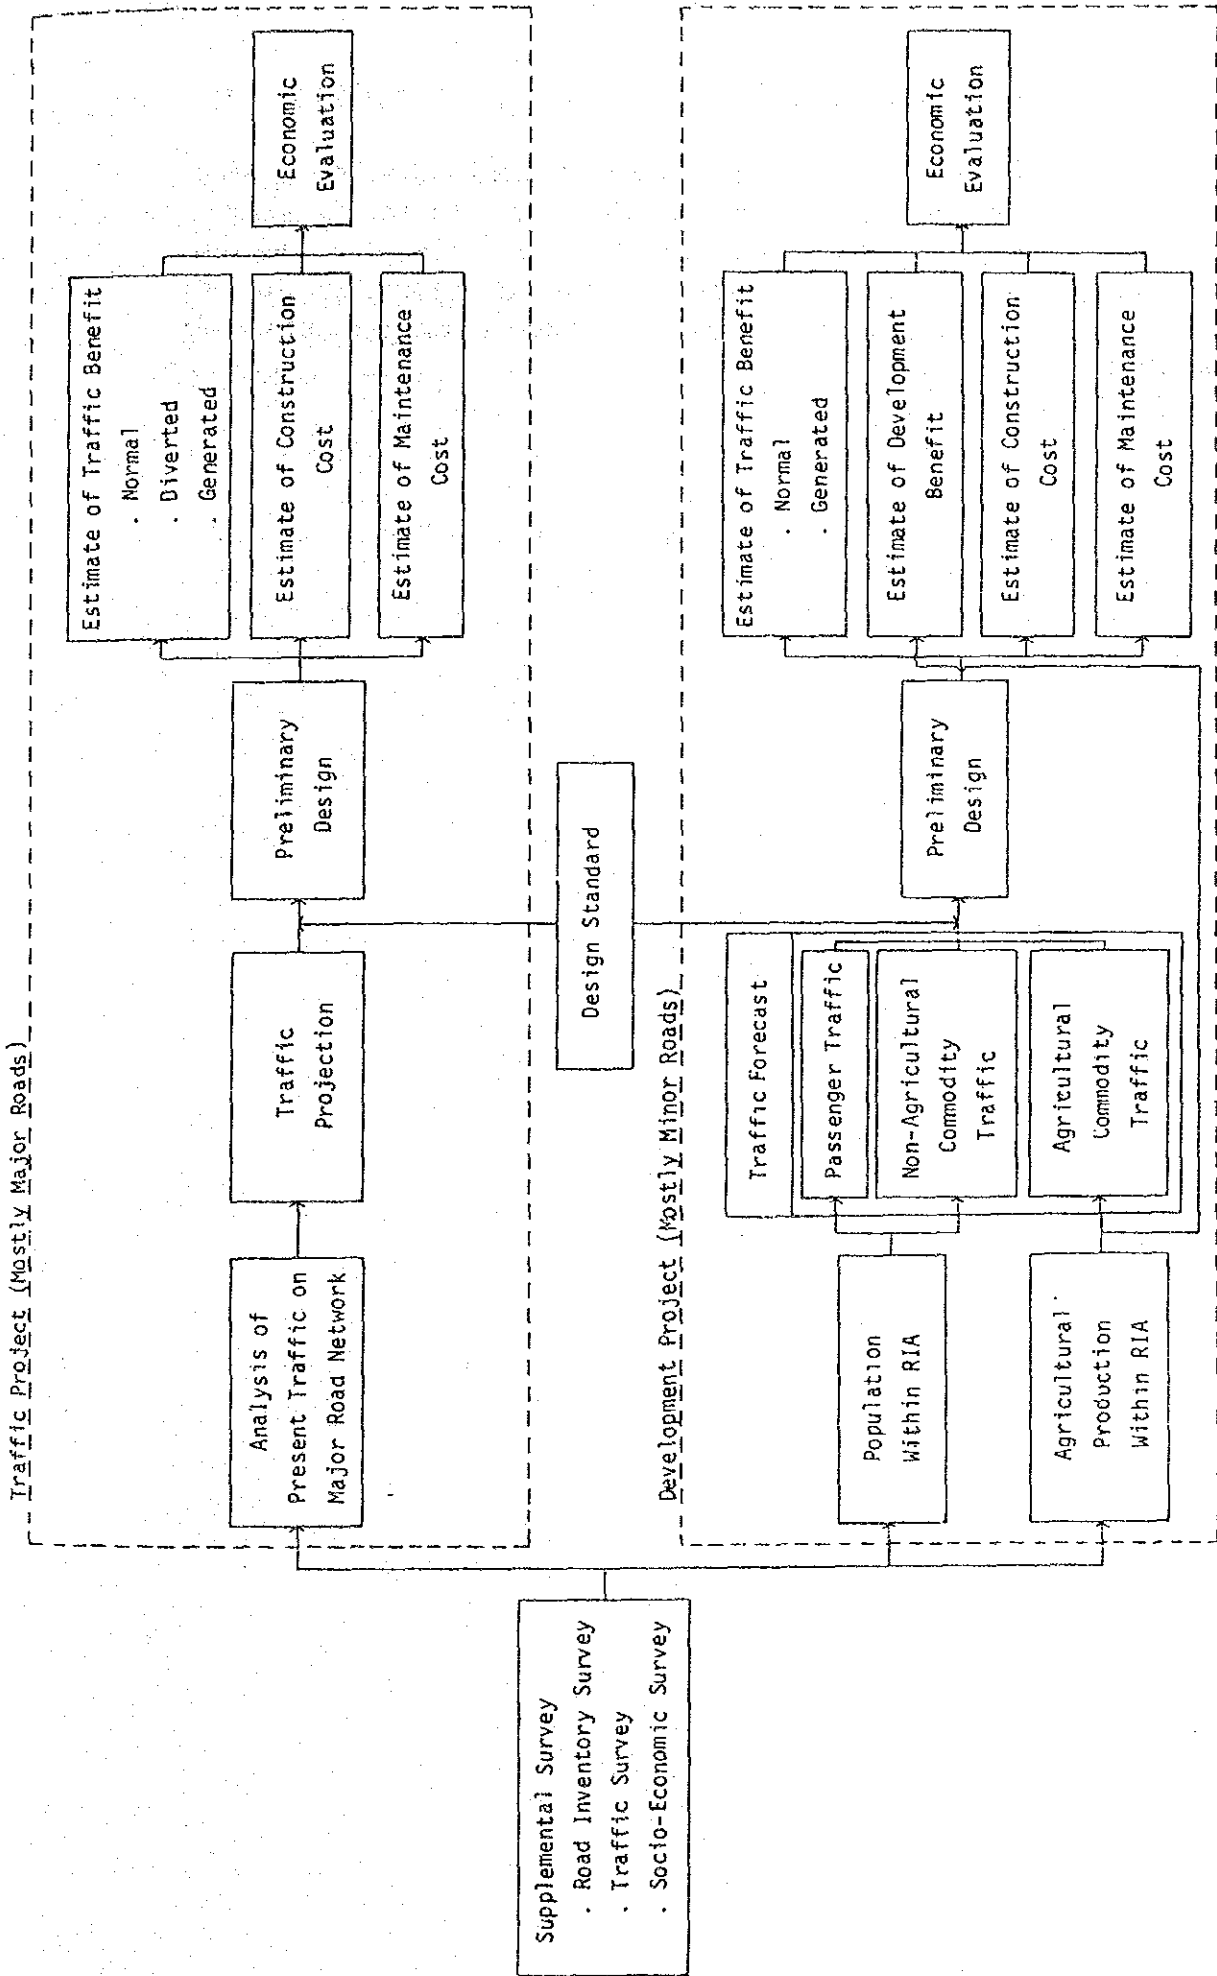 Traffic Project (Mostly Major Roads)
Analysis of
Present Traffic on
Major Road Network
Traffic
Projection
Preliminary
Design
Estimate of Traffic Benefit
. Normal
. Diverted
. Generated
Estimate of Construction
Cost
Estimate of Maintenance
Cost
Economic
Evaluation
Supplemental Survey
. Road Inventory Survey
. Traffic Survey
. Socio-Economic Survey
Design Standard
Development Project (Mostly Minor Roads)
Population
Within RIA
Agricultural
Production
Within RIA
Traffic Forecast
Passenger Traffic
Non-Agricultural
Commodity
Traffic
Agricultural
Commodity
Traffic
Preliminary
Design
Estimate of Traffic Benefit
. Normal
. Generated
Estimate of Development
Benefit
Estimate of Construction
Cost
Estimate of Maintenance
Cost
Economic
Evaluation